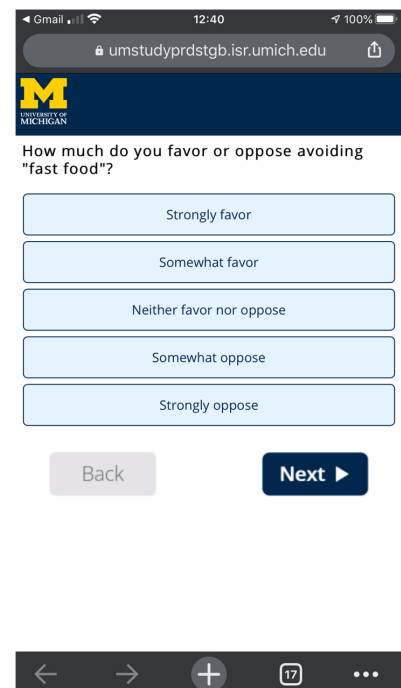 Gmail
12:40
100%
umstudyprdstgb.isr.umich.edu
M
UNIVERSITY OF
MICHIGAN
How much do you favor or oppose avoiding
"fast food"?
Strongly favor
Somewhat favor
Neither favor nor oppose
Somewhat oppose
Strongly oppose
Back
Next
17